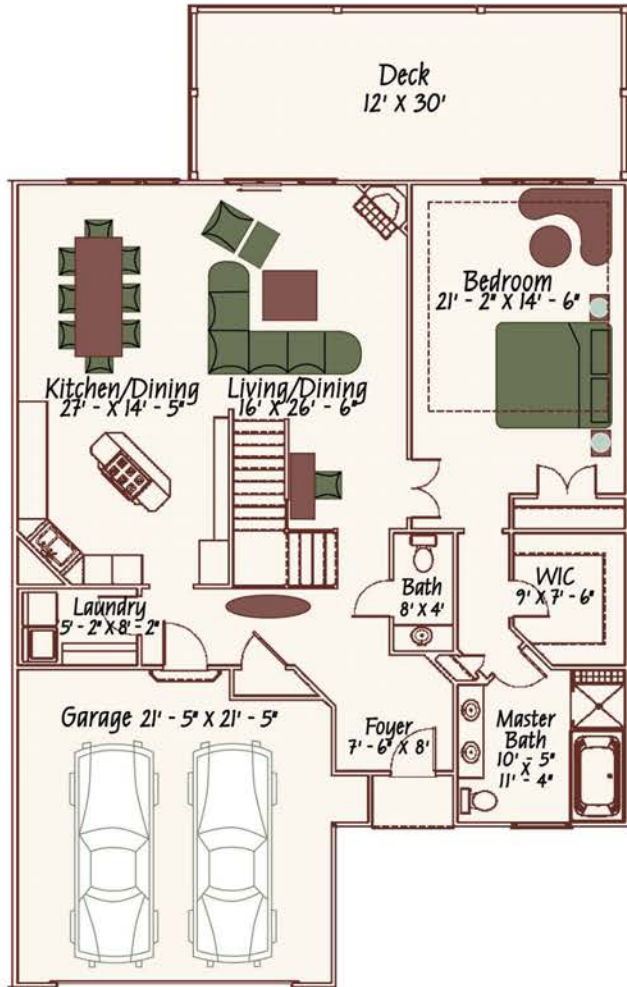 Deck
12' X 30'
Bedroom
21' - 2" X 14' - 6"
Kitchen/Dining
27' - X 14' - 5"
Living/Dining
16' X 26' - 6"
Bath
8' X 4'
WIC
9' X 7' - 6"
Laundry
5' - 2" X 8' - 2"
Garage 21' - 5" X 21' - 5"
Foyer
7' - 6" X 8'
Master
Bath
10' - 5"
X
11' - 4"